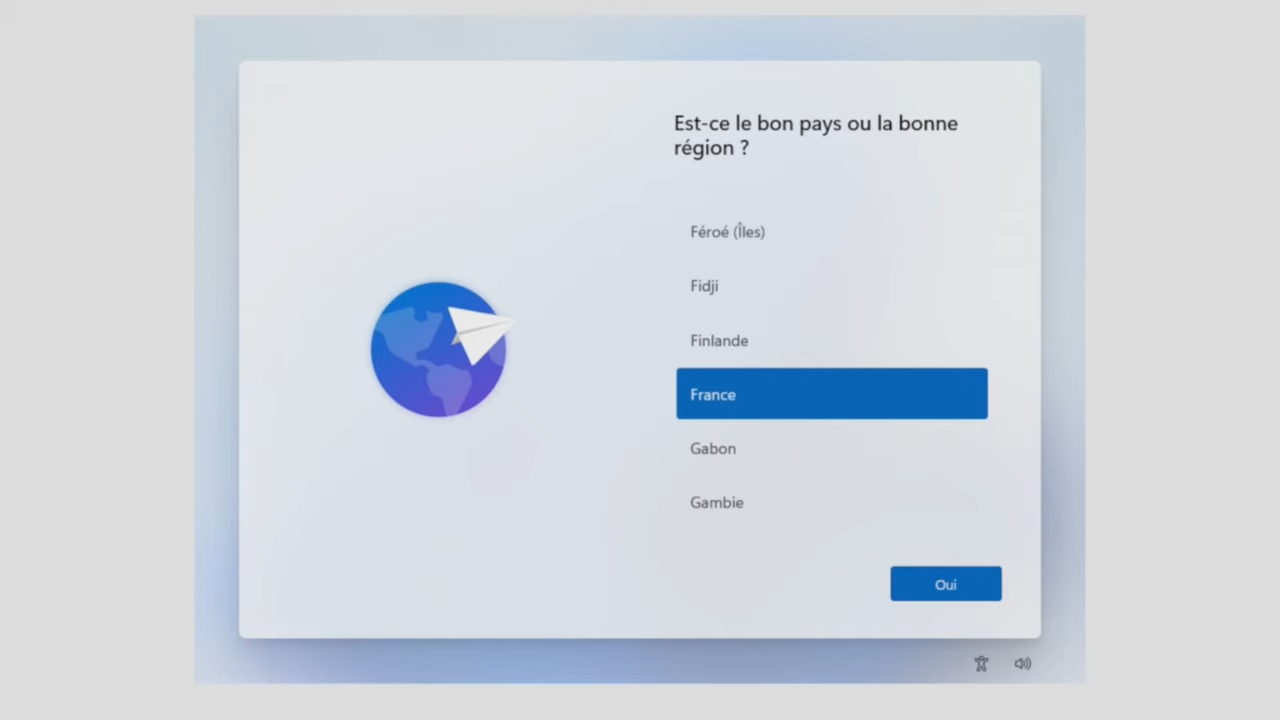 Est-ce le bon pays ou la bonne
région ?
Féroé (Îles)
Fidji
Finlande
France
Gabon
Gambie
Oui